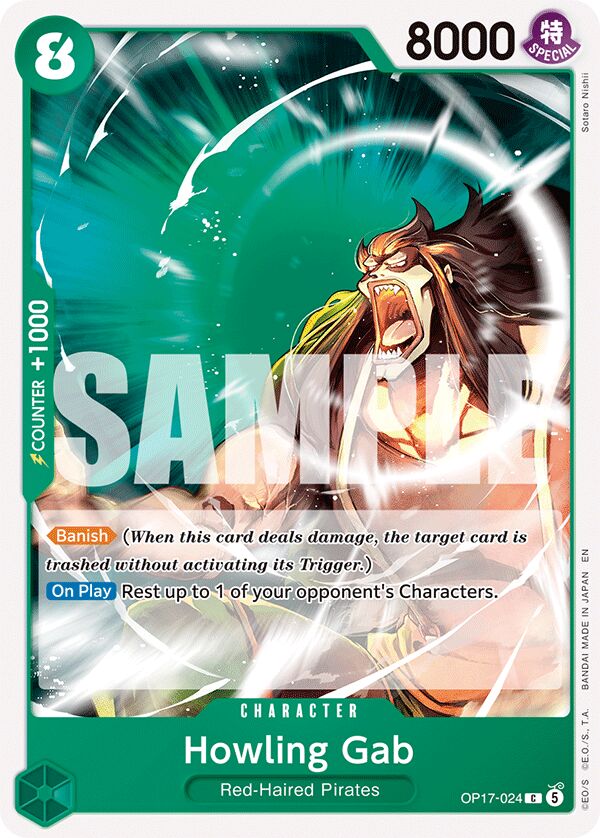 8
8000
特
SPECIAL
Sotaro Nishii
COUNTER +1000
SAMPLE
Banish (When this card deals damage, the target card is
trashed without activating its Trigger.)
On Play Rest up to 1 of your opponent's Characters.
CHARACTER
Howling Gab
Red-Haired Pirates
OP17-024 C 5
©EO/S ©E.O./S., T.A. BANDAI MADE IN JAPAN EN